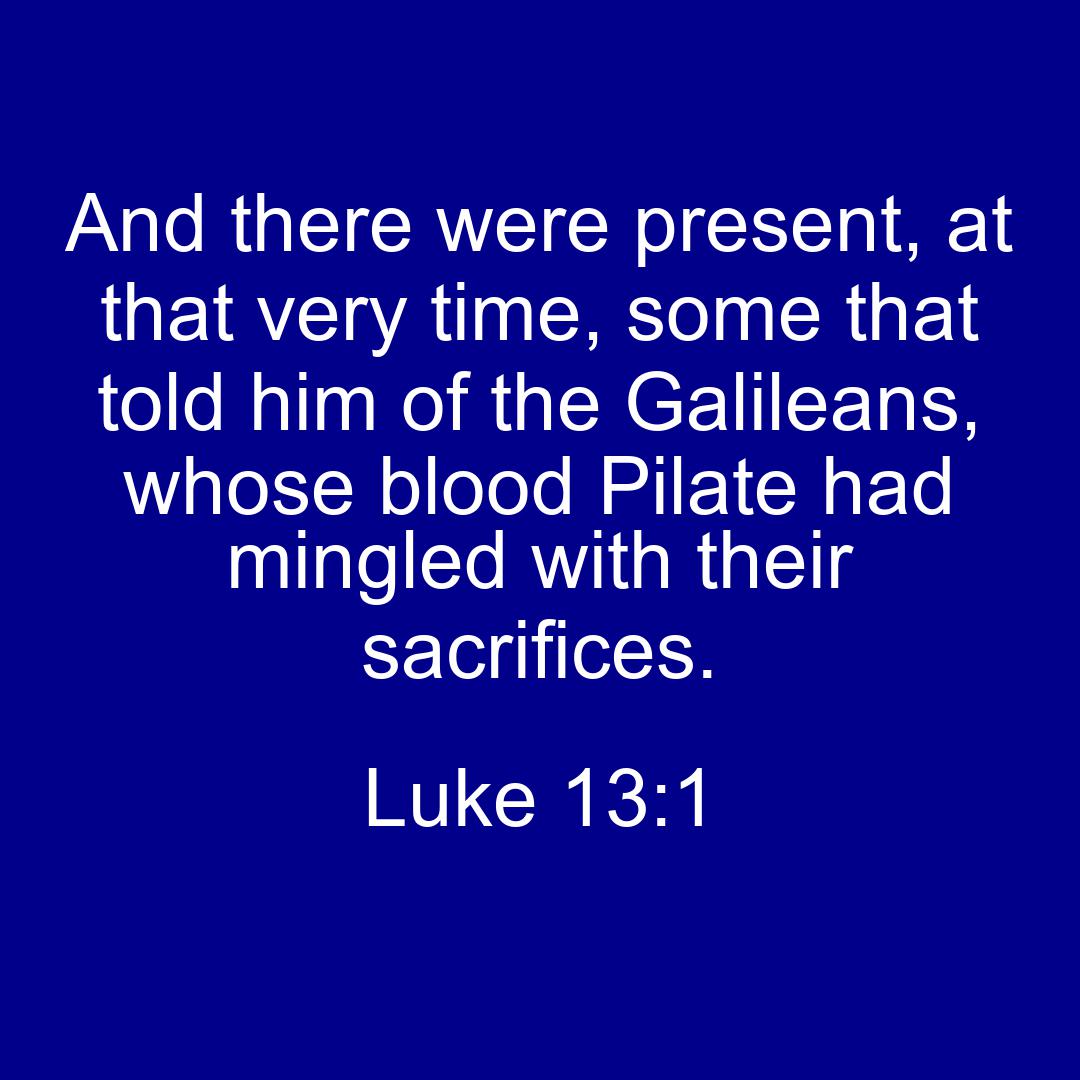 And there were present, at
that very time, some that
told him of the Galileans,
whose blood Pilate had
mingled with their
sacrifices.
Luke 13:1